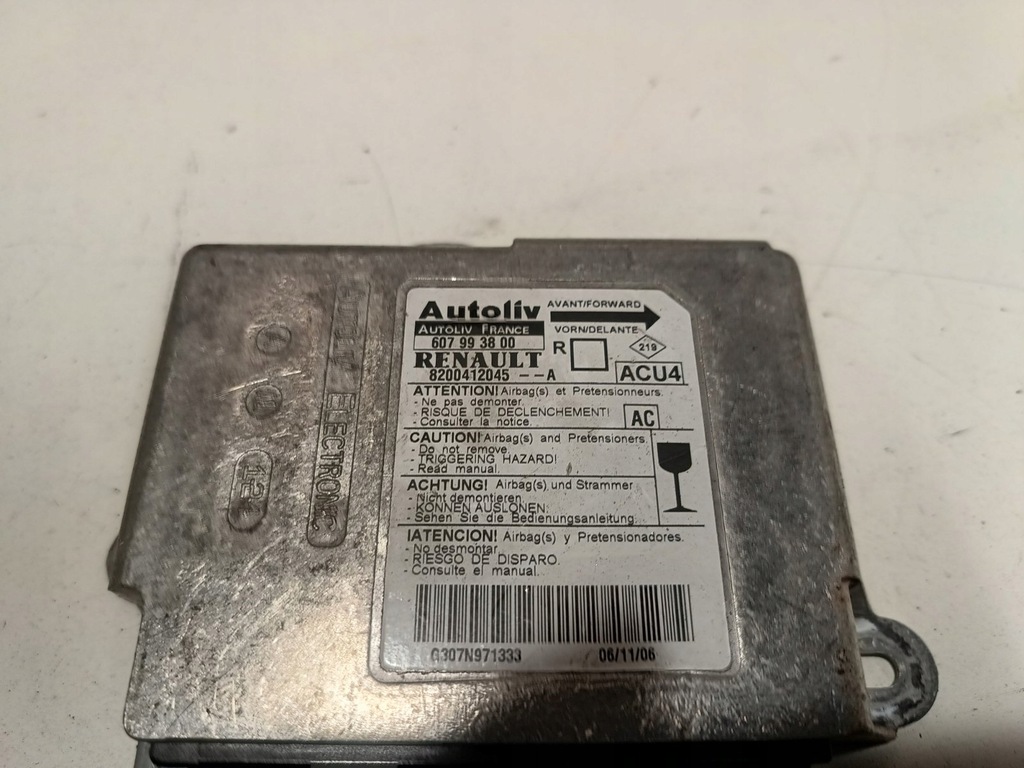 Autoliv
AVANT/FORWARD
AUTOLIV FRANCE
VORN/DELANTE
607 99 38 00
R
219
RENAULT
8200412045 --A
ACU4
ATTENTION! Airbag(s) et Pretensionneurs.
- Ne pas demonter.
- RISQUE DE DECLENCHEMENT!
- Consulter la notice.
AC
CAUTION! Airbag(s) and Pretensioners.
- Do not remove.
- TRIGGERING HAZARD!
- Read manual.
ACHTUNG! Airbag(s) und Strammer
- Nicht demontieren.
- KONNEN AUSLONEN.
- Sehen Sie die Bedienungsanleitung.
!ATENCION! Airbag(s) y Pretensionadores.
- No desmontar.
- RIESGO DE DISPARO.
- Consulte el manual.
G307N971333 06/11/06
ELECTRONIC